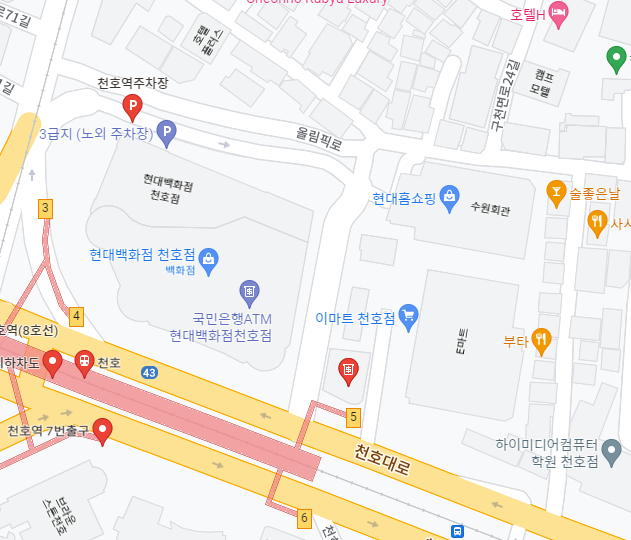 Cheonho Rubya Luxury
로71길
호텔H
호텔
플러스
천호역주차장
캠프
모텔
구천면로24길
3급지 (노외 주차장)
올림픽로
현대백화점
천호점
현대홈쇼핑
수원회관
술좋은날
3
사사
현대백화점 천호점
백화점
국민은행ATM
현대백화점천호점
4
이마트 천호점
E마트
부타
호역(8호선)
지하차도
천호
43
5
천호역 7번출구
천호대로
하이미디어컴퓨터
학원 천호점
브라운
스톤천호
6
천호